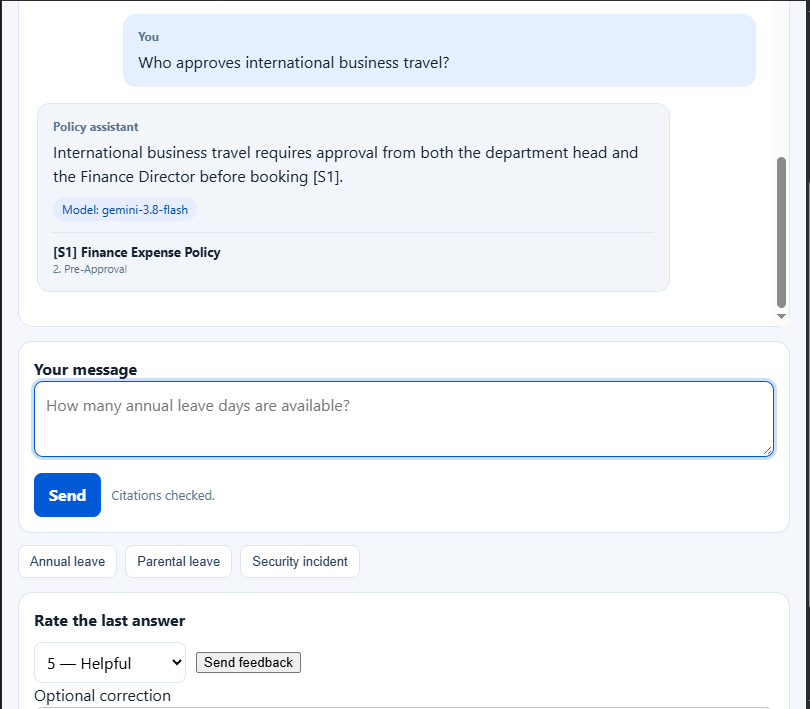 You
Who approves international business travel?
Policy assistant
International business travel requires approval from both the department head and
the Finance Director before booking [S1].
Model: gemini-3.8-flash
[S1] Finance Expense Policy
2. Pre-Approval
Your message
How many annual leave days are available?
Send
Citations checked.
Annual leave
Parental leave
Security incident
Rate the last answer
5 — Helpful
Send feedback
Optional correction